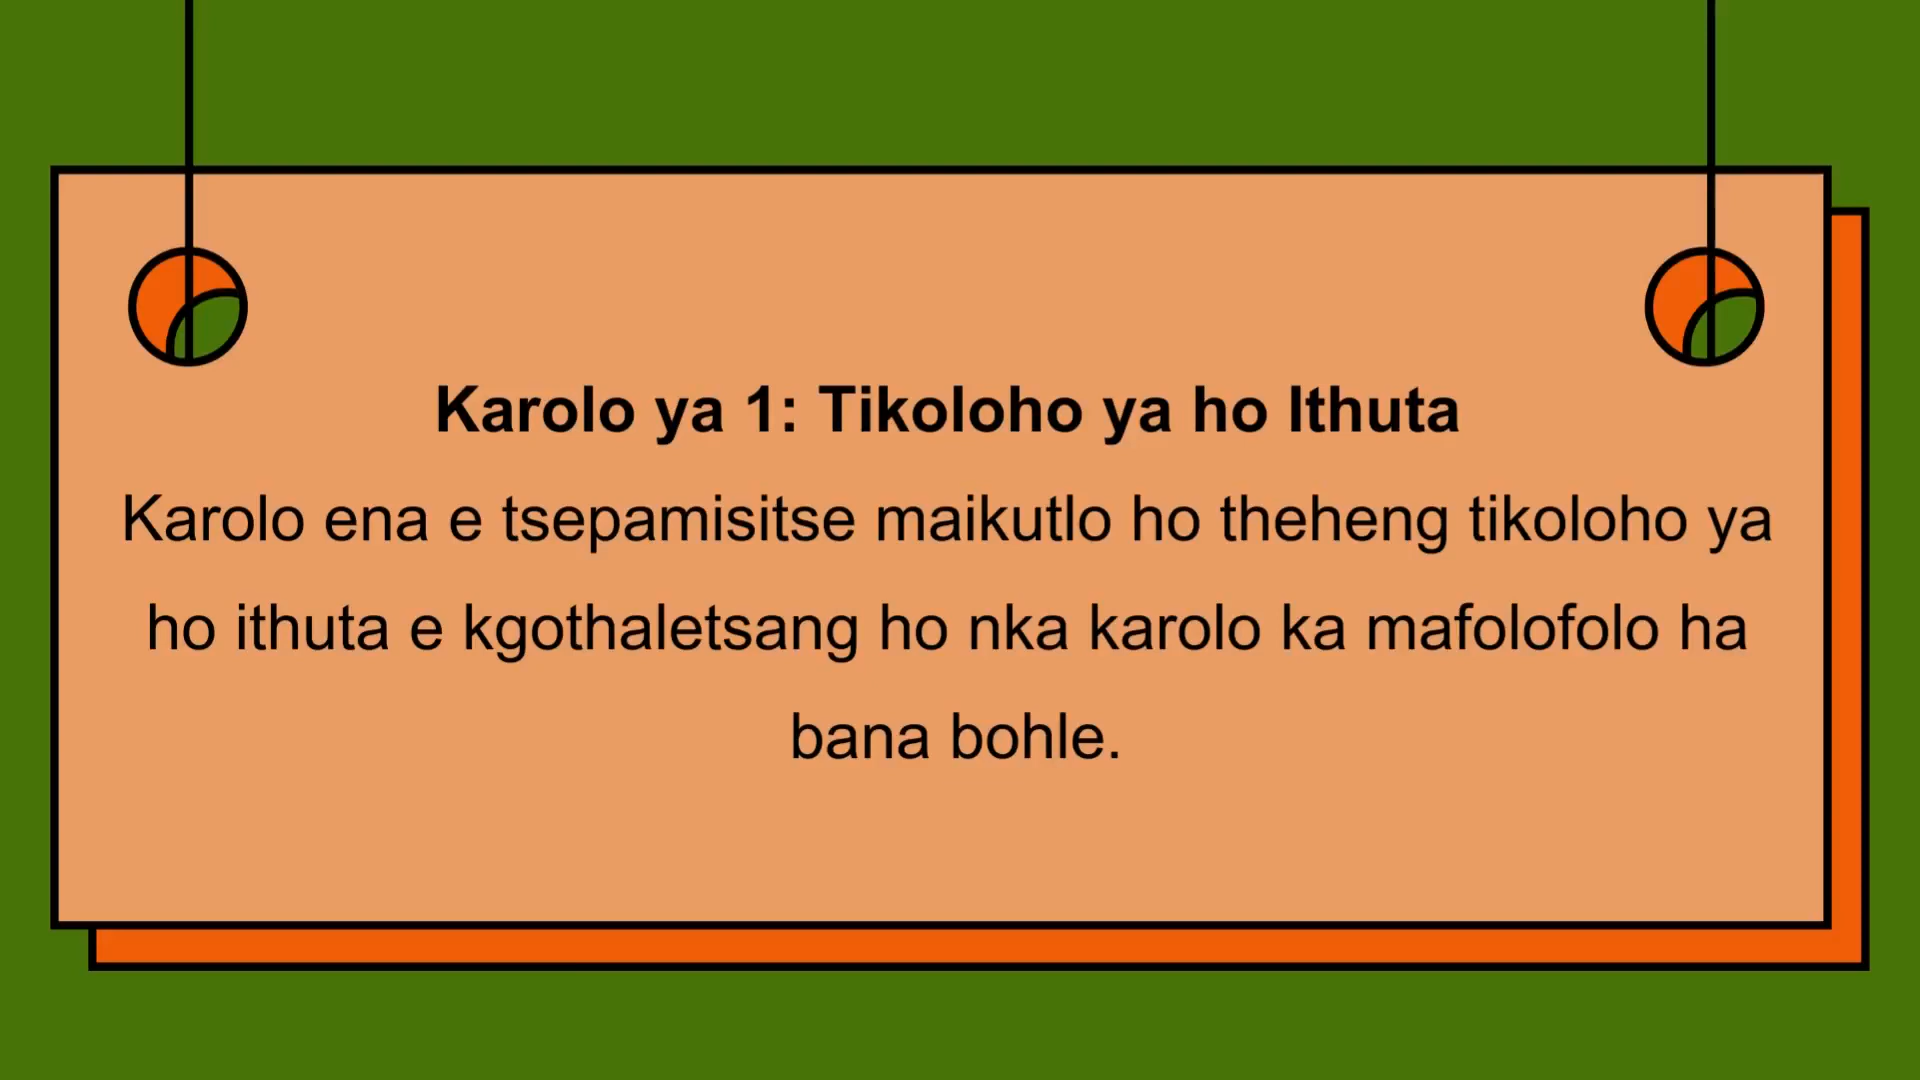 Karolo ya 1: Tikoloho ya ho Ithuta
Karolo ena e tsepamisitse maikutlo ho theheng tikoloho ya
ho ithuta e kgothaletsang ho nka karolo ka mafolofolo ha
bana bohle.